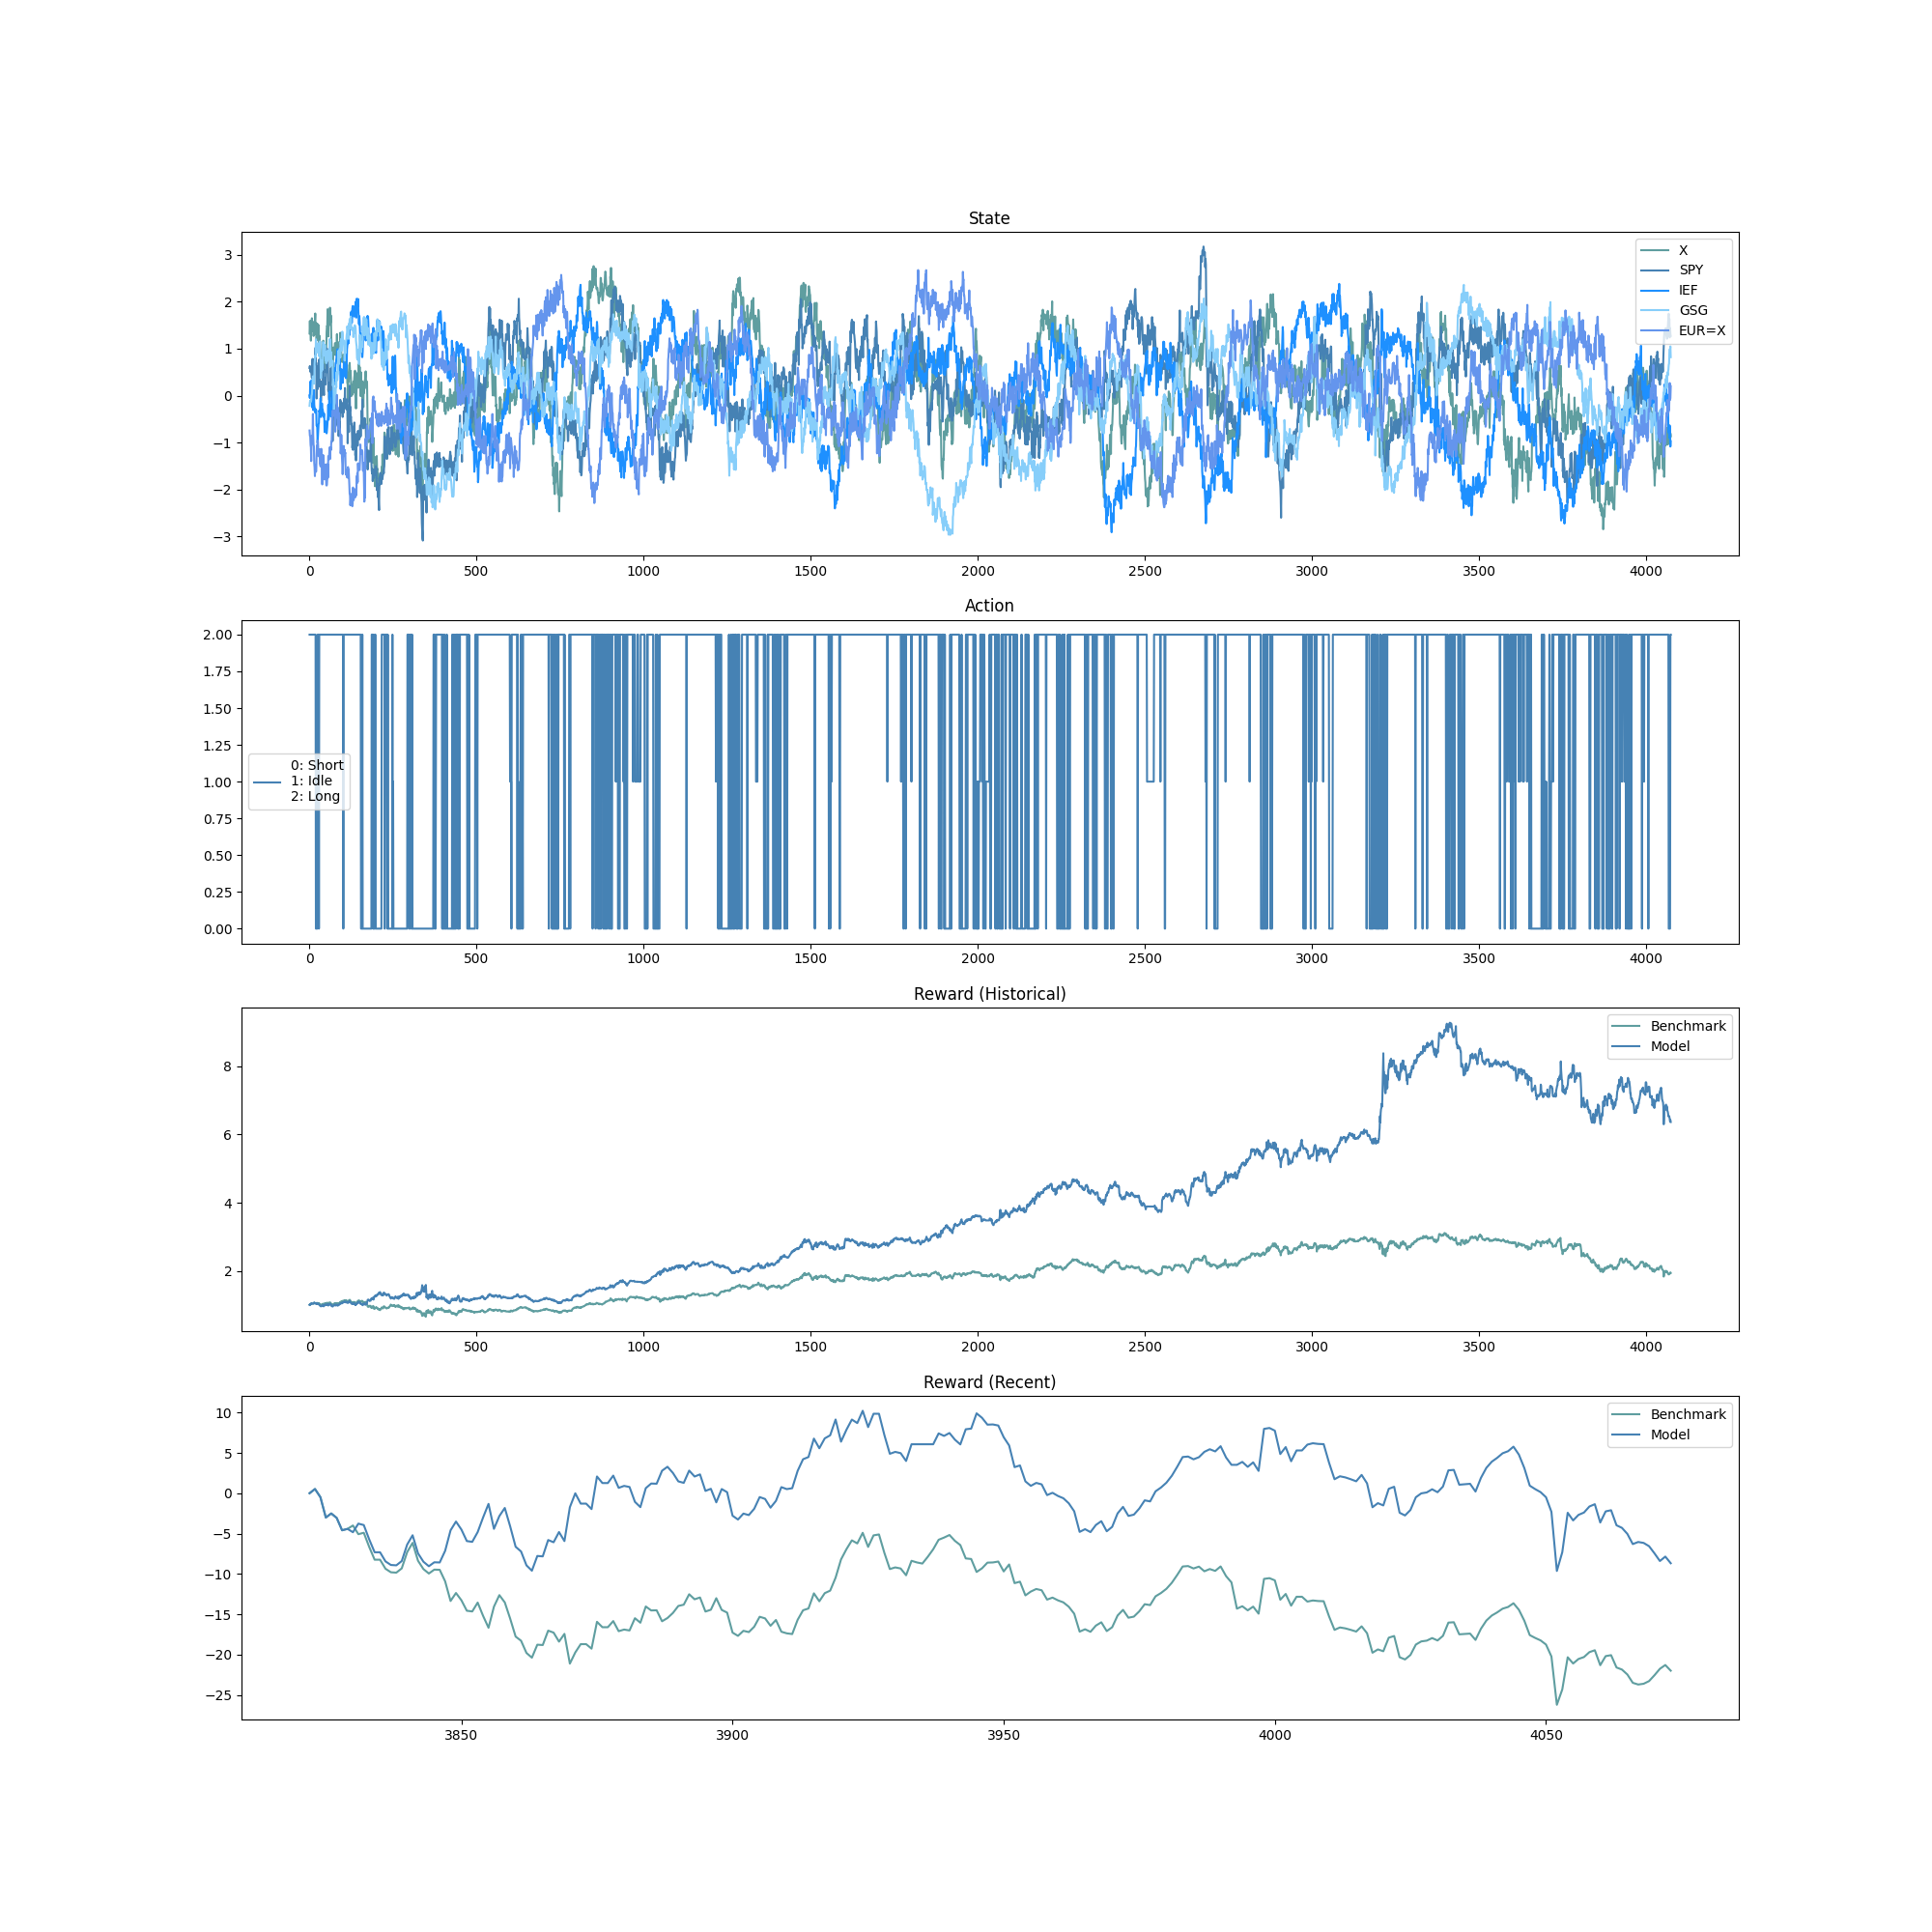 State
3
2
1
0
−1
−2
−3
X
SPY
IEF
GSG
EUR=X
0 500 1000 1500 2000 2500 3000 3500 4000
Action
2.00
1.75
1.50
1.25
1.00
0.75
0.50
0.25
0.00
0: Short
1: Idle
2: Long
0 500 1000 1500 2000 2500 3000 3500 4000
Reward (Historical)
8
6
4
2
Benchmark
Model
0 500 1000 1500 2000 2500 3000 3500 4000
Reward (Recent)
10
5
0
−5
−10
−15
−20
−25
Benchmark
Model
3850 3900 3950 4000 4050